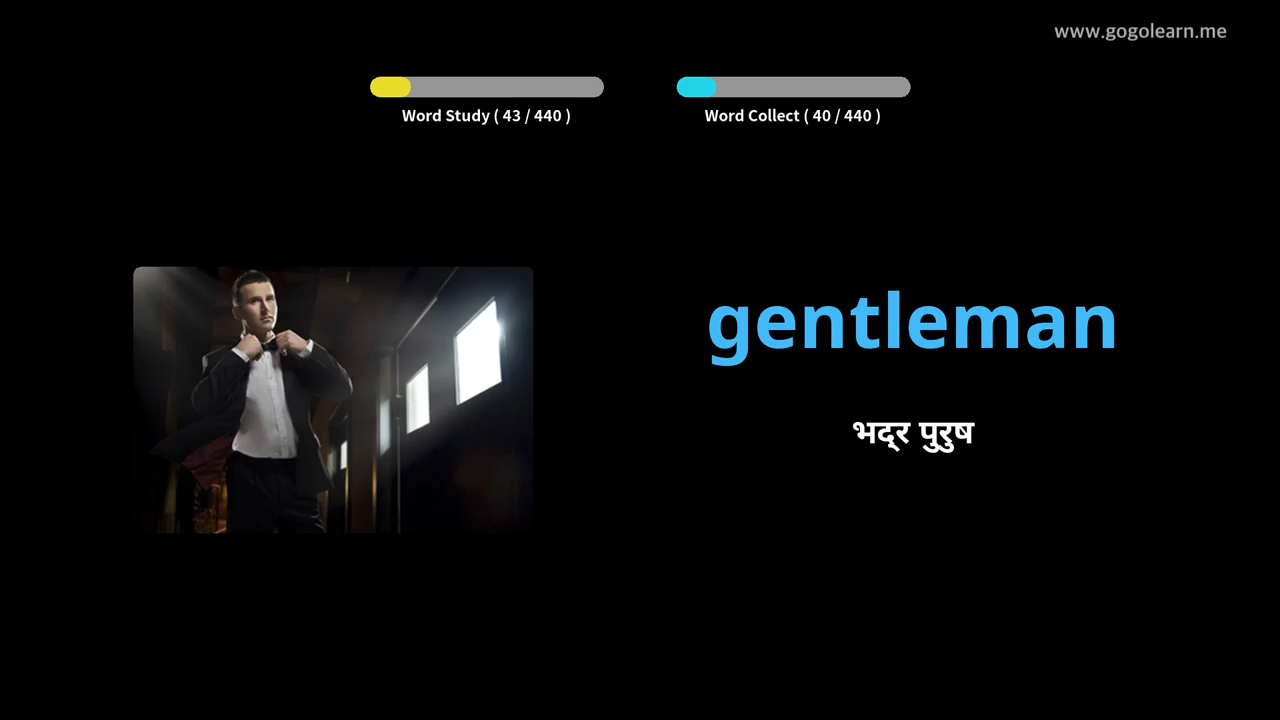 www.gogolearn.me
Word Study ( 43 / 440 )
Word Collect ( 40 / 440 )
gentleman
भद्र पुरुष